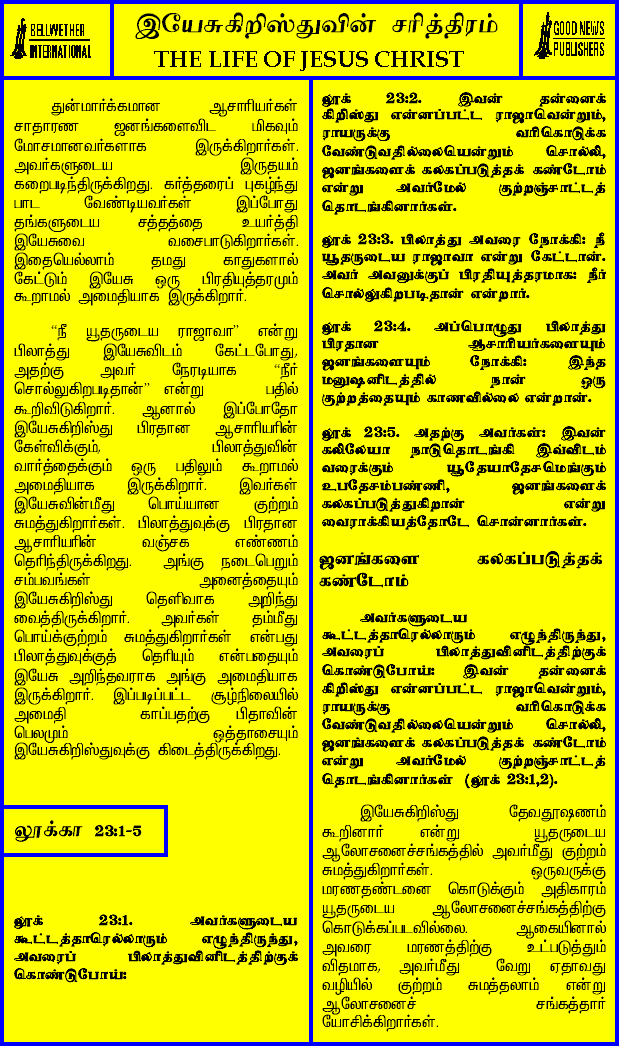 BELLWETHER
INTERNATIONAL
இயேசுகிறிஸ்துவின் சரித்திரம்
THE LIFE OF JESUS CHRIST
GOOD NEWS
PUBLISHERS
துன்மார்க்கமான ஆசாரியர்கள்
சாதாரண ஜனங்களைவிட மிகவும்
மோசமானவர்களாக இருக்கிறார்கள்.
அவர்களுடைய இருதயம்
கறைபடிந்திருக்கிறது. கர்த்தரைப் புகழ்ந்து
பாட வேண்டியவர்கள் இப்போது
தங்களுடைய சத்தத்தை உயர்த்தி
இயேசுவை வசைபாடுகிறார்கள்.
இதையெல்லாம் தமது காதுகளால்
கேட்டும் இயேசு ஒரு பிரதியுத்தரமும்
கூறாமல் அமைதியாக இருக்கிறார்.
“நீ யூதருடைய ராஜாவா” என்று
பிலாத்து இயேசுவிடம் கேட்டபோது,
அதற்கு அவர் நேரடியாக “நீர்
சொல்லுகிறபடிதான்” என்று பதில்
கூறிவிடுகிறார். ஆனால் இப்போதோ
இயேசுகிறிஸ்து பிரதான ஆசாரியரின்
கேள்விக்கும், பிலாத்துவின்
வார்த்தைக்கும் ஒரு பதிலும் கூறாமல்
அமைதியாக இருக்கிறார். இவர்கள்
இயேசுவின்மீது பொய்யான குற்றம்
சுமத்துகிறார்கள். பிலாத்துவுக்கு பிரதான
ஆசாரியரின் வஞ்சக எண்ணம்
தெரிந்திருக்கிறது. அங்கு நடைபெறும்
சம்பவங்கள் அனைத்தையும்
இயேசுகிறிஸ்து தெளிவாக அறிந்து
வைத்திருக்கிறார். அவர்கள் தம்மீது
பொய்க்குற்றம் சுமத்துகிறார்கள் என்பது
பிலாத்துவுக்குத் தெரியும் என்பதையும்
இயேசு அறிந்தவராக அங்கு அமைதியாக
இருக்கிறார். இப்படிப்பட்ட சூழ்நிலையில்
அமைதி காப்பதற்கு பிதாவின்
பெலமும் ஒத்தாசையும்
இயேசுகிறிஸ்துவுக்கு கிடைத்திருக்கிறது.
லூக்கா 23:1-5
லூக் 23:1. அவர்களுடைய
கூட்டத்தாரெல்லாரும் எழுந்திருந்து,
அவரைப் பிலாத்துவினிடத்திற்குக்
கொண்டுபோய்:
லூக் 23:2. இவன் தன்னைக்
கிறிஸ்து என்னப்பட்ட ராஜாவென்றும்,
ராயருக்கு வரிகொடுக்க
வேண்டுவதில்லையென்றும் சொல்லி,
ஜனங்களைக் கலகப்படுத்தக் கண்டோம்
என்று அவர்மேல் குற்றஞ்சாட்டத்
தொடங்கினார்கள்.
லூக் 23:3. பிலாத்து அவரை நோக்கி: நீ
யூதருடைய ராஜாவா என்று கேட்டான்.
அவர் அவனுக்குப் பிரதியுத்தரமாக: நீர்
சொல்லுகிறபடிதான் என்றார்.
லூக் 23:4. அப்பொழுது பிலாத்து
பிரதான ஆசாரியர்களையும்
ஜனங்களையும் நோக்கி: இந்த
மனுஷனிடத்தில் நான் ஒரு
குற்றத்தையும் காணவில்லை என்றான்.
லூக் 23:5. அதற்கு அவர்கள்: இவன்
கலிலேயா நாடுதொடங்கி இவ்விடம்
வரைக்கும் யூதேயாதேசமெங்கும்
உபதேசம்பண்ணி, ஜனங்களைக்
கலகப்படுத்துகிறான் என்று
வைராக்கியத்தோடே சொன்னார்கள்.
ஜனங்களை கலகப்படுத்தக்
கண்டோம்
அவர்களுடைய
கூட்டத்தாரெல்லாரும் எழுந்திருந்து,
அவரைப் பிலாத்துவினிடத்திற்குக்
கொண்டுபோய்: இவன் தன்னைக்
கிறிஸ்து என்னப்பட்ட ராஜாவென்றும்,
ராயருக்கு வரிகொடுக்க
வேண்டுவதில்லையென்றும் சொல்லி,
ஜனங்களைக் கலகப்படுத்தக் கண்டோம்
என்று அவர்மேல் குற்றஞ்சாட்டத்
தொடங்கினார்கள் (லூக் 23:1,2).
இயேசுகிறிஸ்து தேவதூஷணம்
கூறினார் என்று யூதருடைய
ஆலோசனைச்சங்கத்தில் அவர்மீது குற்றம்
சுமத்துகிறார்கள். ஒருவருக்கு
மரணதண்டனை கொடுக்கும் அதிகாரம்
யூதருடைய ஆலோசனைச்சங்கத்திற்கு
கொடுக்கப்படவில்லை. ஆகையினால்
அவரை மரணத்திற்கு உட்படுத்தும்
விதமாக, அவர்மீது வேறு ஏதாவது
வழியில் குற்றம் சுமத்தலாம் என்று
ஆலோசனைச் சங்கத்தார்
யோசிக்கிறார்கள்.